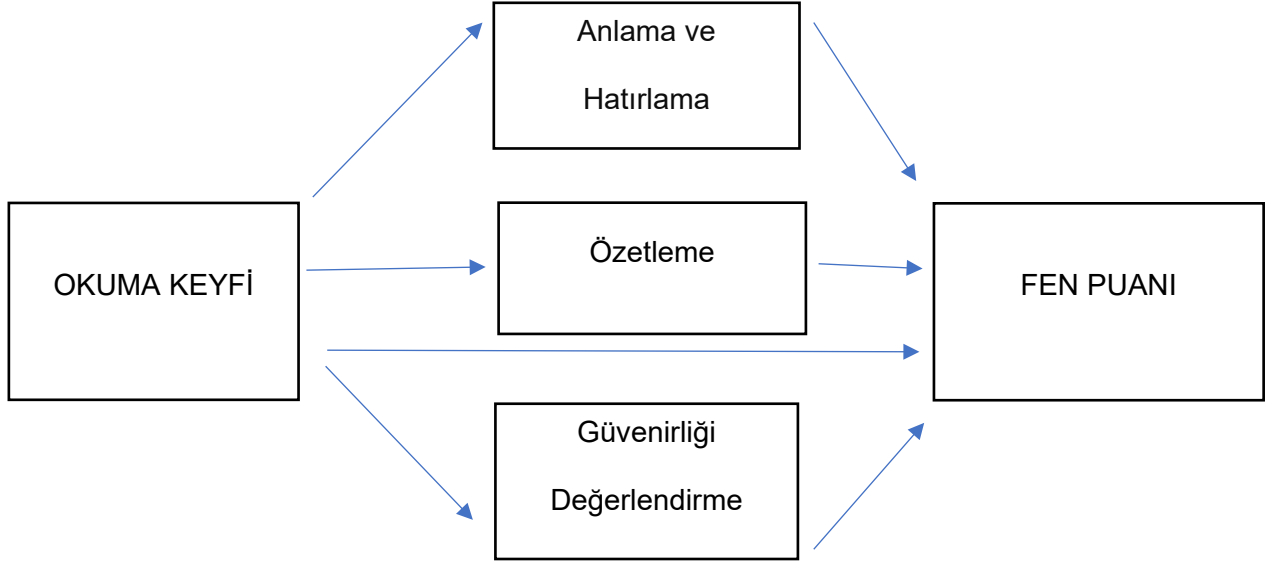 Anlama ve
Hatırlama
OKUMA KEYFİ
Özetleme
FEN PUANI
Güvenirliği
Değerlendirme